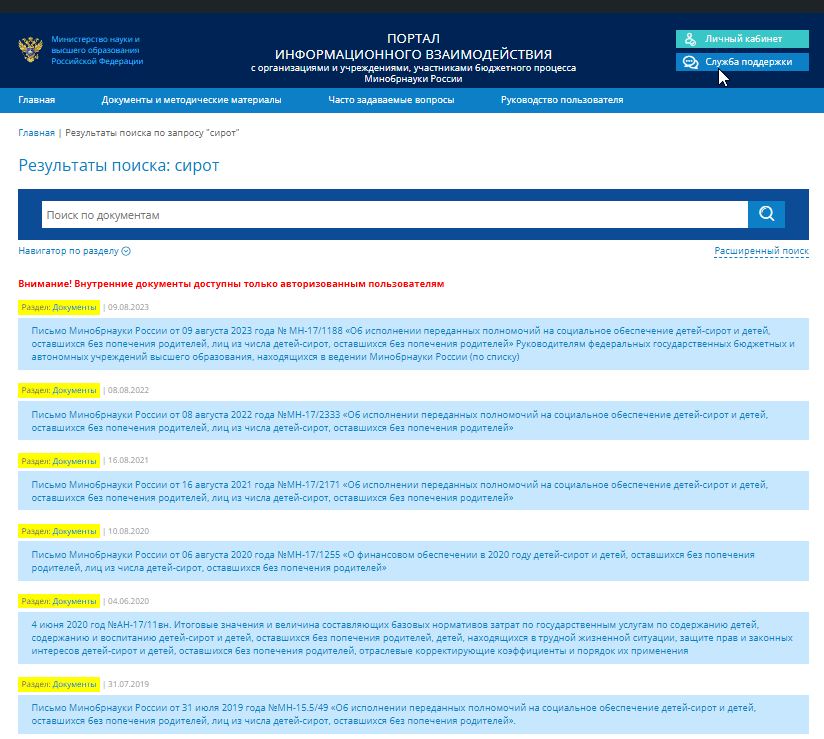 Министерство науки и
высшего образования
Российской Федерации
ПОРТАЛ
ИНФОРМАЦИОННОГО ВЗАИМОДЕЙСТВИЯ
с организациями и учреждениями, участниками бюджетного процесса
Минобрнауки России
Личный кабинет
Служба поддержки
Главная Документы и методические материалы Часто задаваемые вопросы Руководство пользователя
Главная | Результаты поиска по запросу "сирот"
Результаты поиска: сирот
Поиск по документам
Навигатор по разделу Расширенный поиск
Внимание! Внутренние документы доступны только авторизованным пользователям
Раздел: Документы | 09.08.2023
Письмо Минобрнауки России от 09 августа 2023 года № МН-17/1188 «Об исполнении переданных полномочий на социальное обеспечение детей-сирот и детей,
оставшихся без попечения родителей, лиц из числа детей-сирот, оставшихся без попечения родителей» Руководителям федеральных государственных бюджетных и
автономных учреждений высшего образования, находящихся в ведении Минобрнауки России (по списку)
Раздел: Документы | 08.08.2022
Письмо Минобрнауки России от 08 августа 2022 года №МН-17/2333 «Об исполнении переданных полномочий на социальное обеспечение детей-сирот и детей,
оставшихся без попечения родителей, лиц из числа детей-сирот, оставшихся без попечения родителей»
Раздел: Документы | 16.08.2021
Письмо Минобрнауки России от 16 августа 2021 года №МН-17/2171 «Об исполнении переданных полномочий на социальное обеспечение детей-сирот и детей,
оставшихся без попечения родителей, лиц из числа детей-сирот, оставшихся без попечения родителей»
Раздел: Документы | 10.08.2020
Письмо Минобрнауки России от 06 августа 2020 года №МН-17/1255 «О финансовом обеспечении в 2020 году детей-сирот и детей, оставшихся без попечения
родителей, лиц из числа детей-сирот, оставшихся без попечения родителей»
Раздел: Документы | 04.06.2020
4 июня 2020 год №АН-17/11вн. Итоговые значения и величина составляющих базовых нормативов затрат по государственным услугам по содержанию детей,
содержанию и воспитанию детей-сирот и детей, оставшихся без попечения родителей, детей, находящихся в трудной жизненной ситуации, защите прав и законных
интересов детей-сирот и детей, оставшихся без попечения родителей, отраслевые корректирующие коэффициенты и порядок их применения
Раздел: Документы | 31.07.2019
Письмо Минобрнауки России от 31 июля 2019 года №МН-15.5/49 «Об исполнении переданных полномочий на социальное обеспечение детей-сирот и детей,
оставшихся без попечения родителей, лиц из числа детей-сирот, оставшихся без попечения родителей».